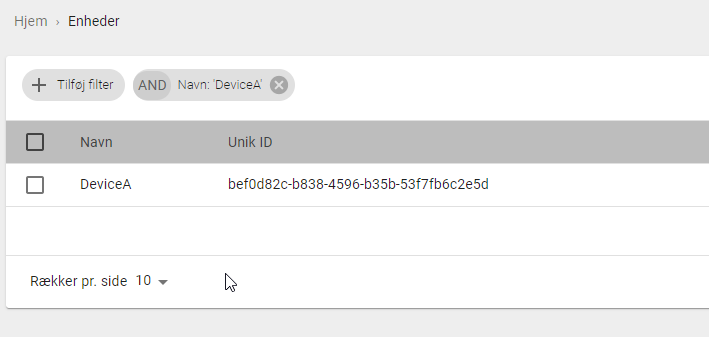 Hjem › Enheder
Tilføj filter AND Navn: 'DeviceA'
Navn Unik ID
DeviceA bef0d82c-b838-4596-b35b-53f7fb6c2e5d
Rækker pr. side 10